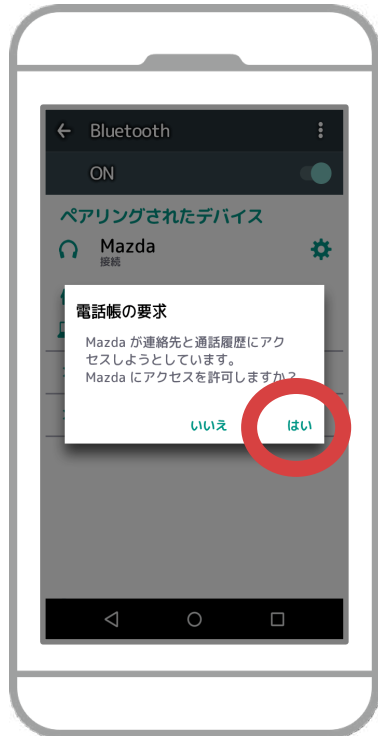 Bluetooth
ON
ペアリングされたデバイス
Mazda
接続
電話帳の要求
Mazda が連絡先と通話履歴にアク
セスしようとしています。
Mazda にアクセスを許可しますか？
いいえ
はい